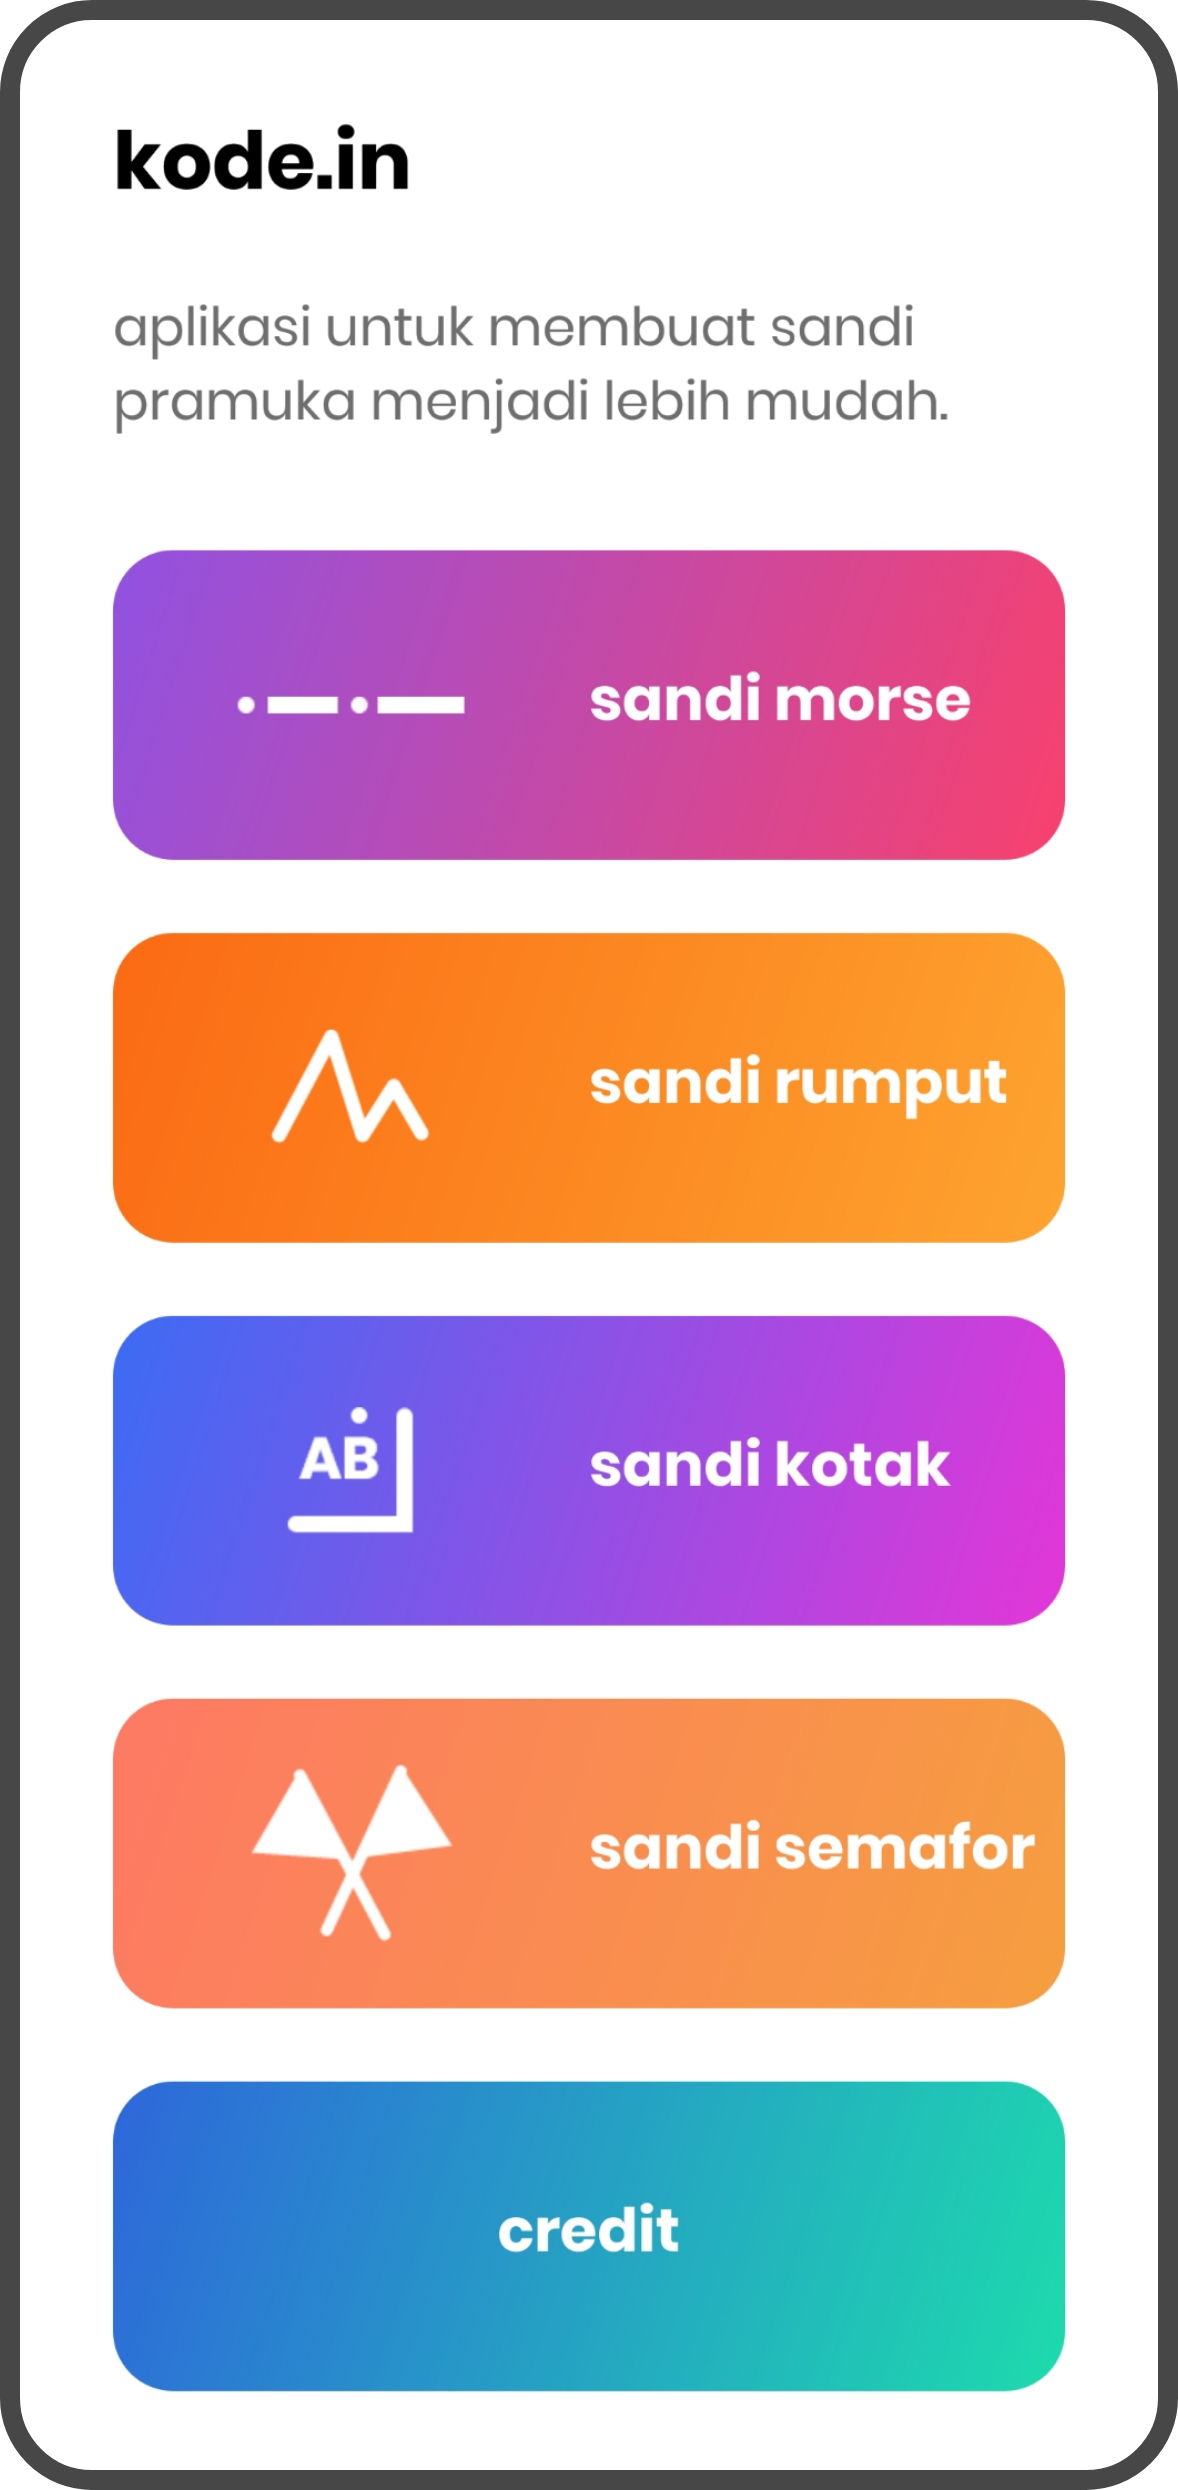 kode.in
aplikasi untuk membuat sandi
pramuka menjadi lebih mudah.
sandi morse
sandi rumput
AB
sandi kotak
sandi semafor
credit